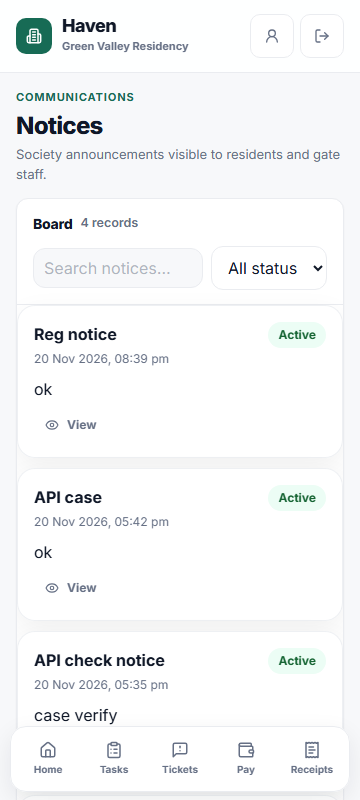 Haven
Green Valley Residency
COMMUNICATIONS
Notices
Society announcements visible to residents and gate
staff.
Board 4 records
Search notices... All status
Reg notice Active
20 Nov 2026, 08:39 pm
ok
View
API case Active
20 Nov 2026, 05:42 pm
ok
View
API check notice Active
20 Nov 2026, 05:35 pm
case verify
Home Tasks Tickets Pay Receipts